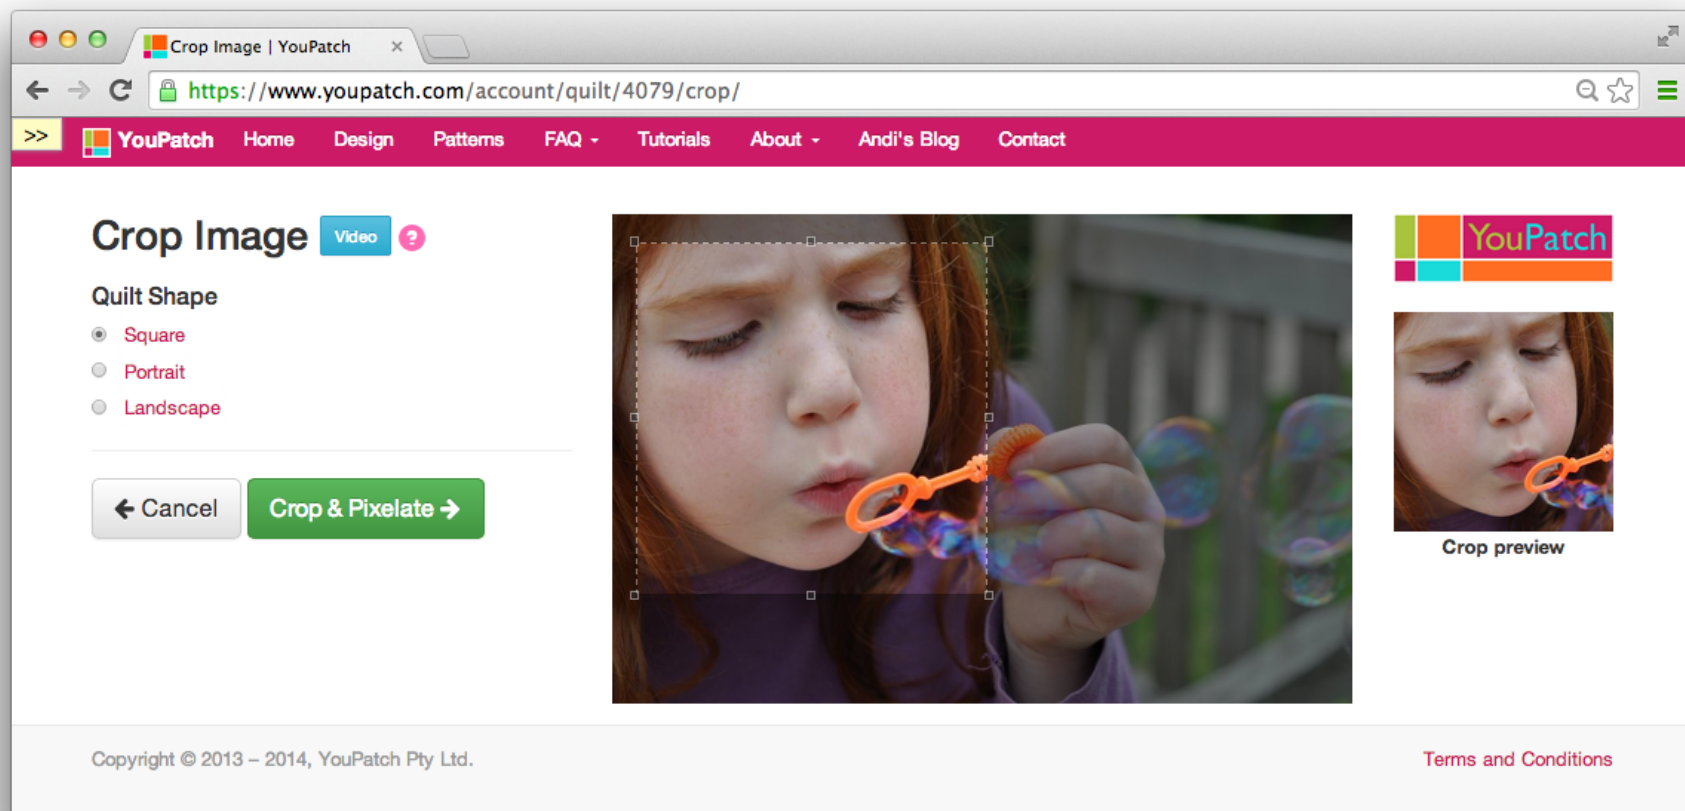 Crop Image | YouPatch
https://www.youpatch.com/account/quilt/4079/crop/
>>
YouPatch Home Design Patterns FAQ Tutorials About Andi's Blog Contact
Crop Image Video ?
YouPatch
Quilt Shape
Square
Portrait
Landscape
Cancel Crop & Pixelate
Crop preview
Copyright © 2013 – 2014, YouPatch Pty Ltd. Terms and Conditions